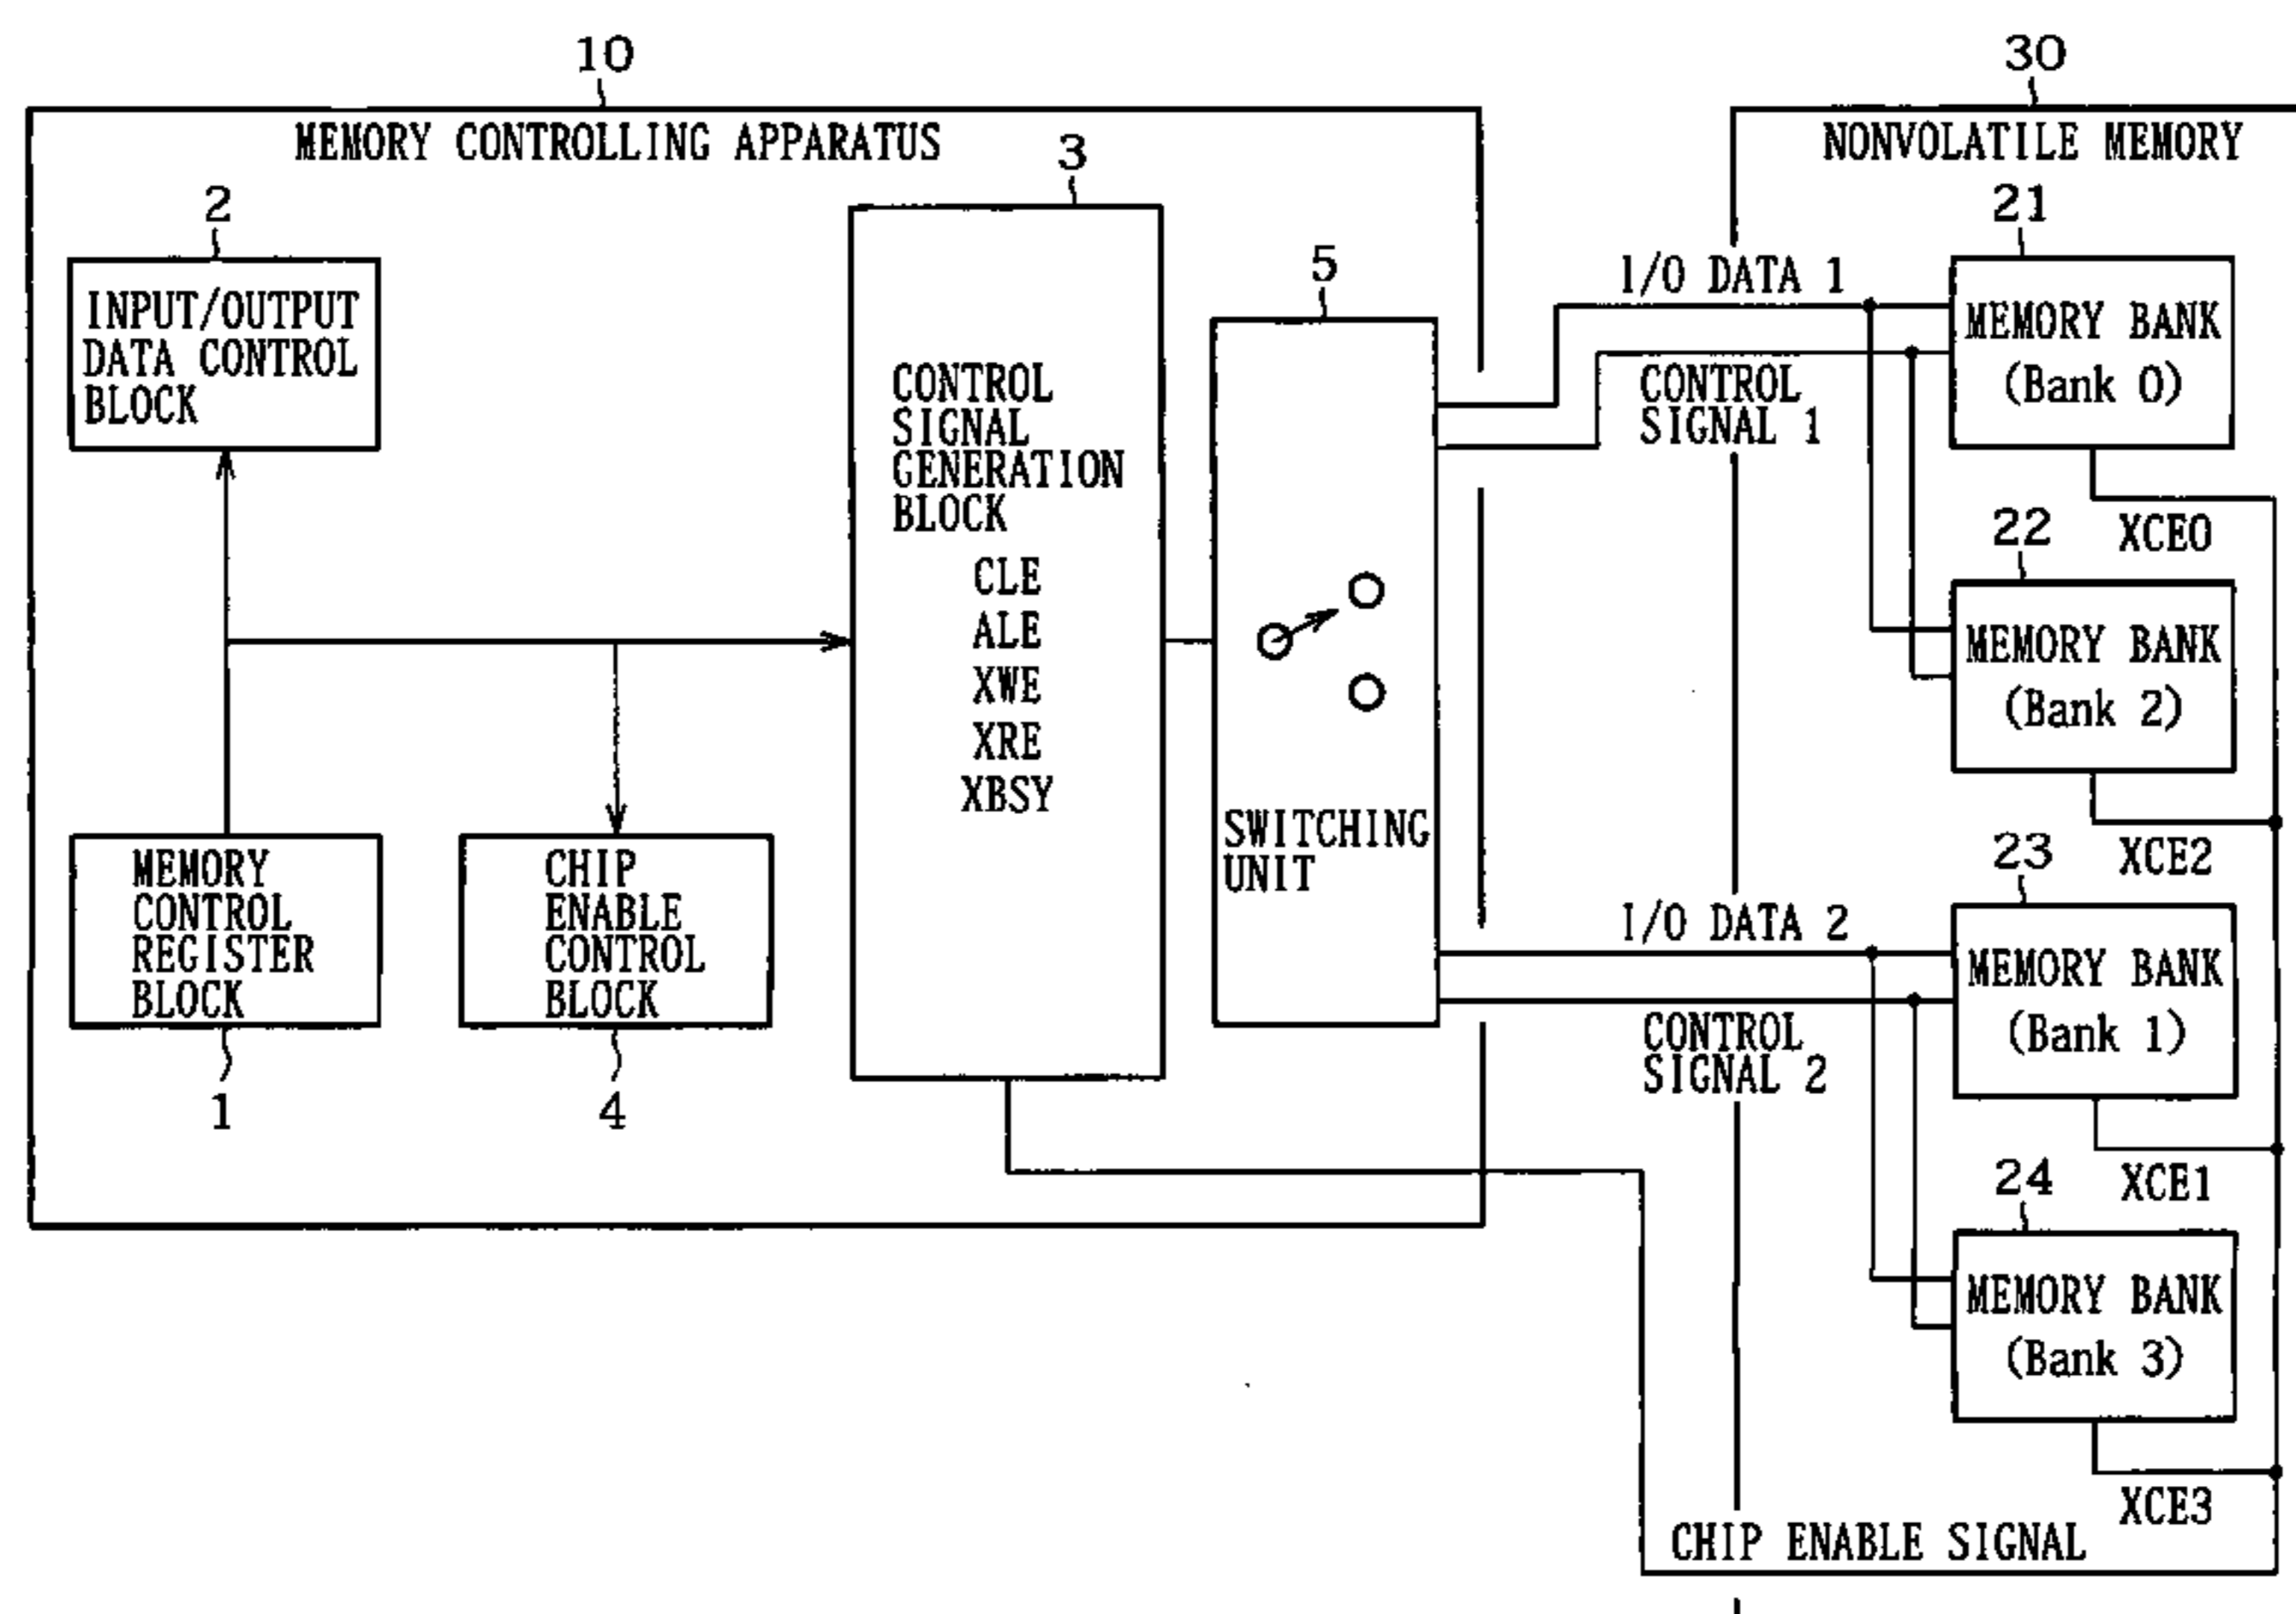 10
MEMORY CONTROLLING APPARATUS
2
INPUT/OUTPUT
DATA CONTROL
BLOCK
3
CONTROL
SIGNAL
GENERATION
BLOCK
CLE
ALE
XWE
XRE
XBSY
5
SWITCHING
UNIT
MEMORY
CONTROL
REGISTER
BLOCK
1
CHIP
ENABLE
CONTROL
BLOCK
4
I/O DATA 1
CONTROL
SIGNAL 1
I/O DATA 2
CONTROL
SIGNAL 2
30
NONVOLATILE MEMORY
21
MEMORY BANK
(Bank 0)
XCE0
22
MEMORY BANK
(Bank 2)
XCE2
23
MEMORY BANK
(Bank 1)
XCE1
24
MEMORY BANK
(Bank 3)
XCE3
CHIP ENABLE SIGNAL